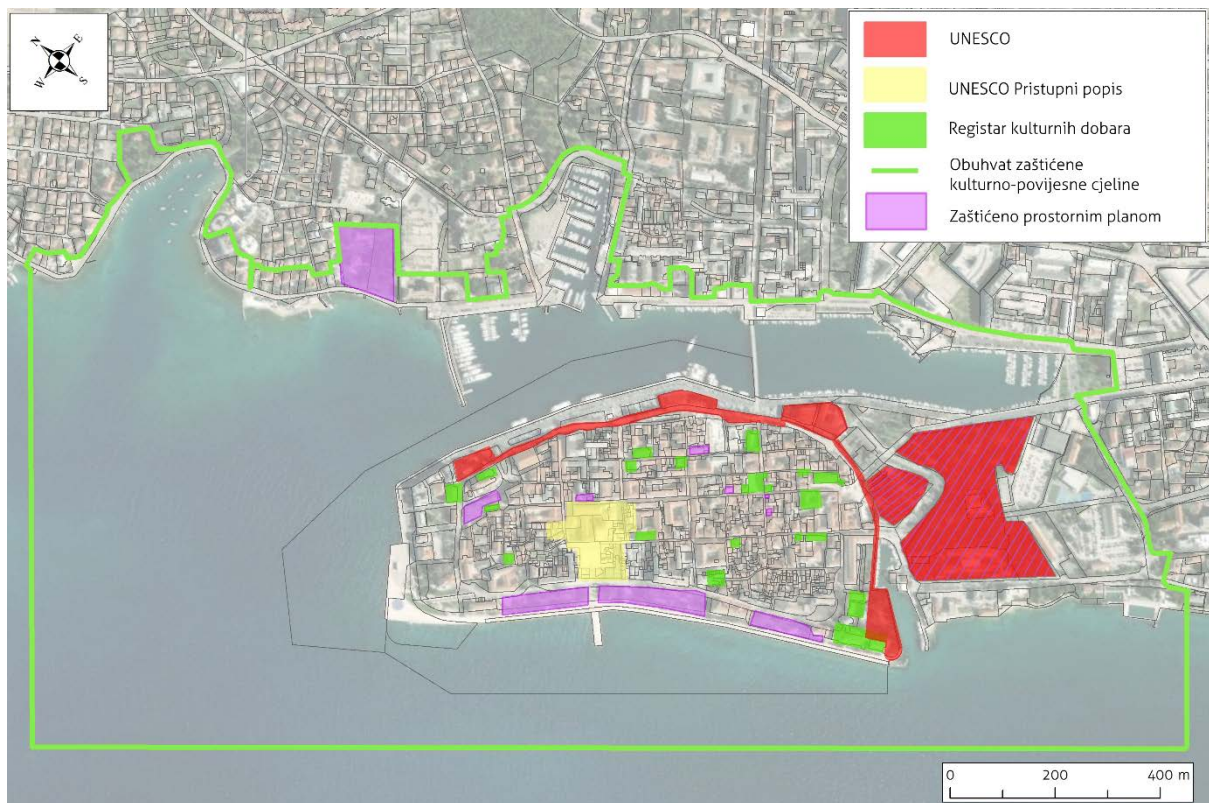 N
E
W
S
UNESCO
UNESCO Pristupni popis
Registar kulturnih dobara
Obuhvat zaštićene
kulturno-povijesne cjeline
Zaštićeno prostornim planom
0 200 400 m